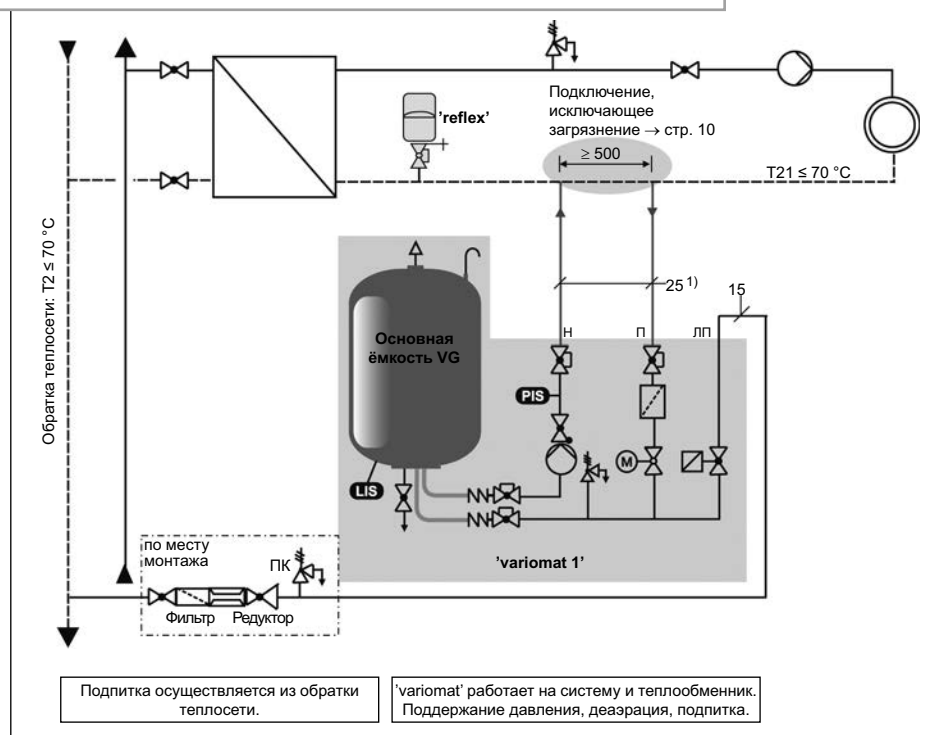 'reflex'
Подключение,
исключающее
загрязнение → стр. 10
≥ 500
T21 ≤ 70 °C
Обратка теплосети: T2 ≤ 70 °C
25 1)
15
Н
П
ЛП
Основная
ёмкость VG
PIS
M
LIS
'variomat 1'
по месту
монтажа
ПК
Фильтр
Редуктор
Подпитка осуществляется из обратки
теплосети.
'variomat' работает на систему и теплообменник.
Поддержание давления, деаэрация, подпитка.